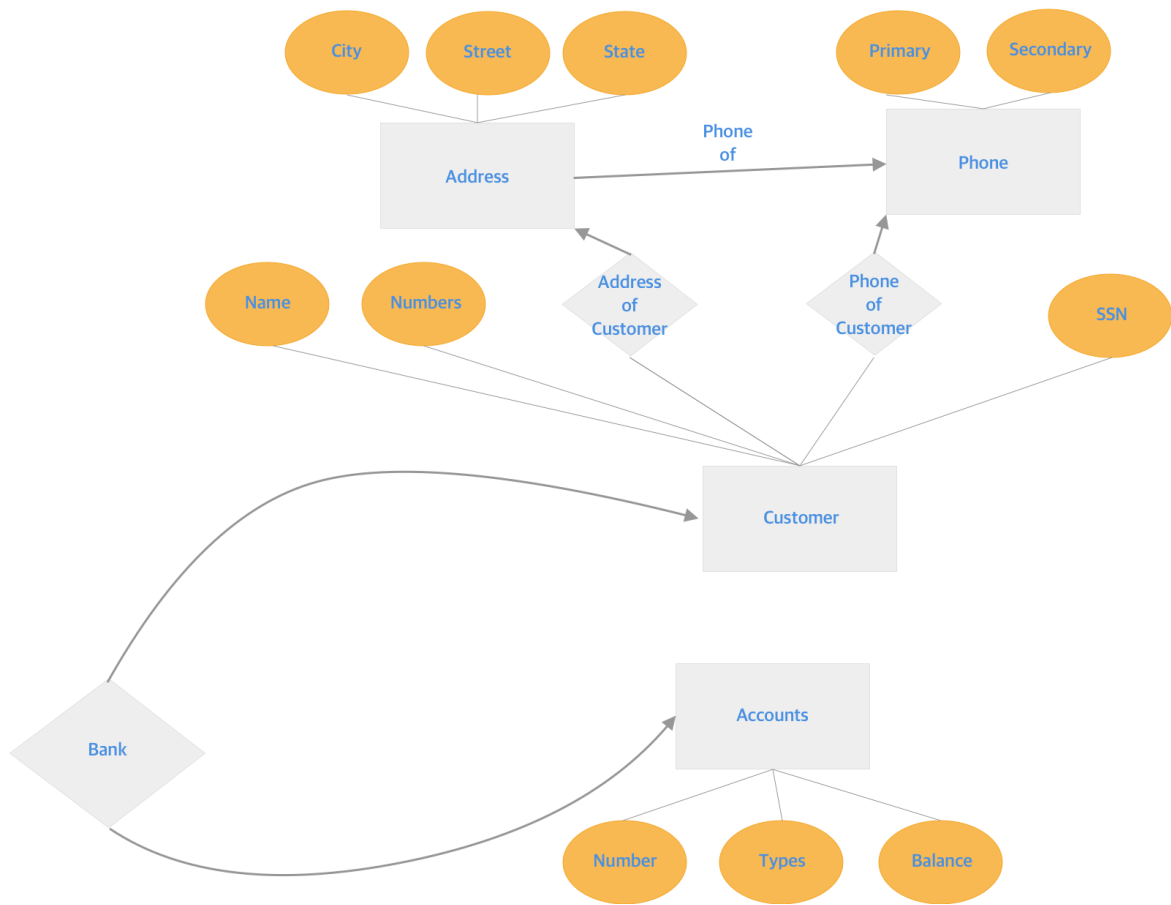 City
Street
State
Primary
Secondary
Phone
of
Address
Phone
Name
Numbers
Address
of
Customer
Phone
of
Customer
SSN
Customer
Accounts
Bank
Number
Types
Balance